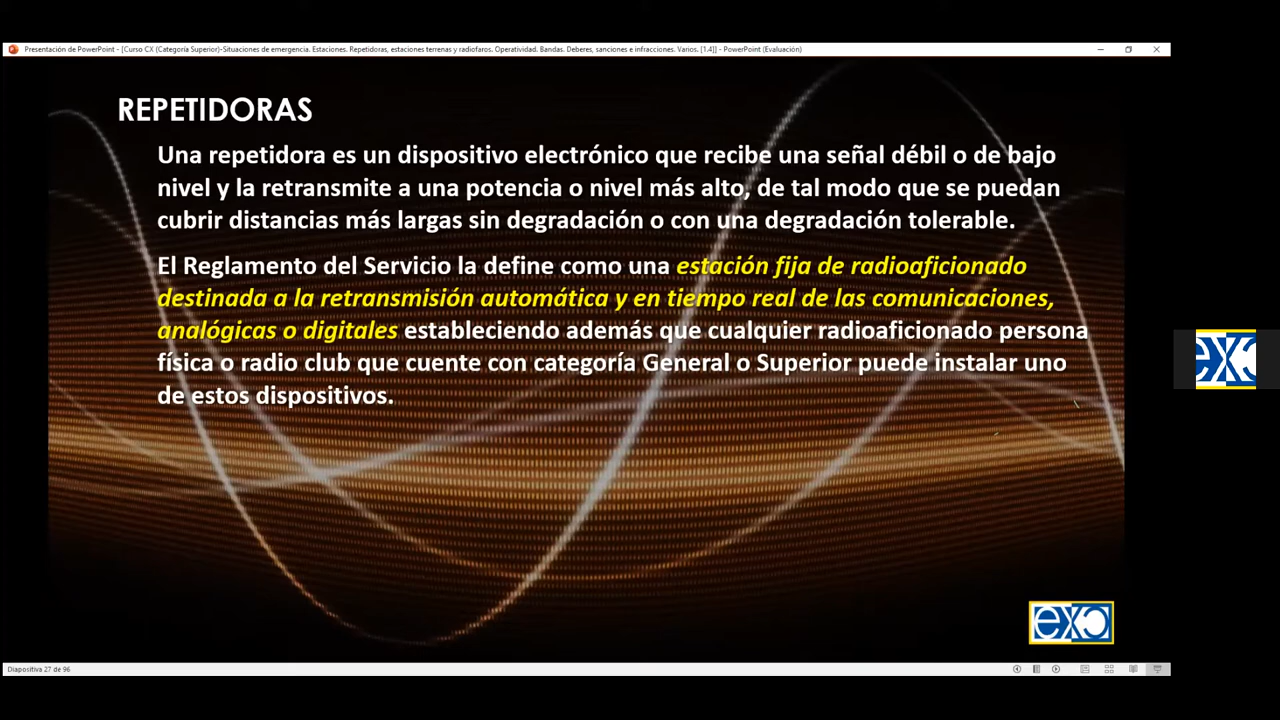 Presentación de PowerPoint - [Curso CX (Categoría Superior)-Situaciones de emergencia. Estaciones. Repetidoras, estaciones terrenas y radiofaros. Operatividad. Bandas. Deberes, sanciones e infracciones. Varios. [1.4]] - PowerPoint (Evaluación)
REPETIDORAS
Una repetidora es un dispositivo electrónico que recibe una señal débil o de bajo
nivel y la retransmite a una potencia o nivel más alto, de tal modo que se puedan
cubrir distancias más largas sin degradación o con una degradación tolerable.
El Reglamento del Servicio la define como una estación fija de radioaficionado
destinada a la retransmisión automática y en tiempo real de las comunicaciones,
analógicas o digitales estableciendo además que cualquier radioaficionado persona
física o radio club que cuente con categoría General o Superior puede instalar uno
de estos dispositivos.
exc
exc
Diapositiva 27 de 96